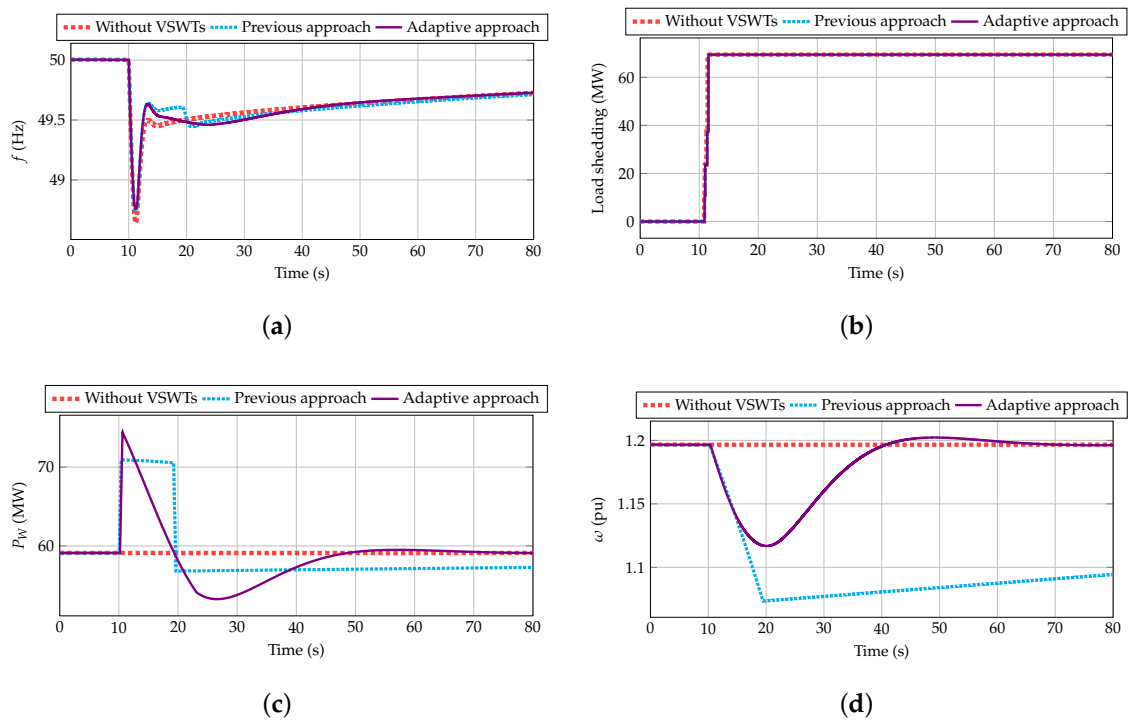 (a)
Without VSWTs Previous approach Adaptive approach
50
49.5
49
f (Hz)
0 10 20 30 40 50 60 70 80
Time (s)
(b)
Without VSWTs Previous approach Adaptive approach
60
40
20
0
Load shedding (MW)
0 10 20 30 40 50 60 70 80
Time (s)
(c)
Without VSWTs Previous approach Adaptive approach
70
60
P_W (MW)
0 10 20 30 40 50 60 70 80
Time (s)
(d)
Without VSWTs Previous approach Adaptive approach
1.2
1.15
1.1
ω (pu)
0 10 20 30 40 50 60 70 80
Time (s)